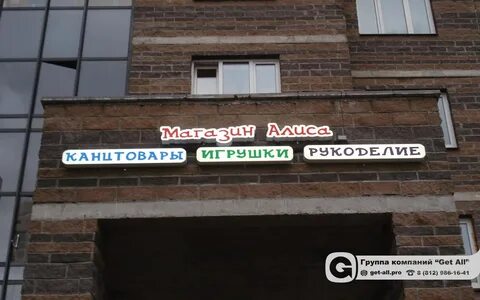 Магазин Алиса
КАНЦТОВАРЫ ИГРУШКИ РУКОДЕЛИЕ
G Группа компаний "Get All"
get-all.pro 8 (812) 986-16-41